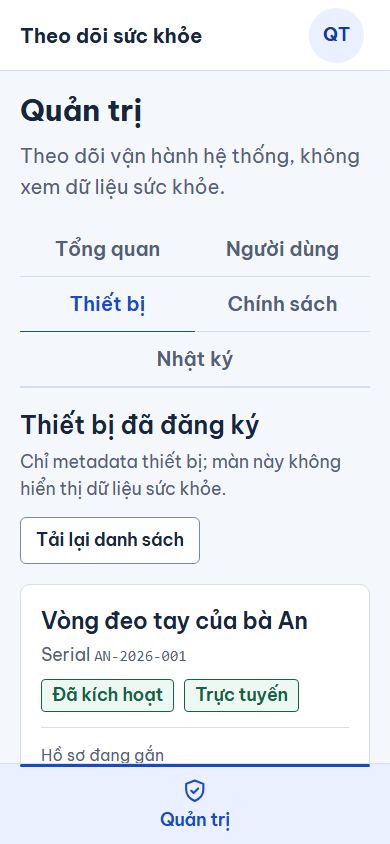 Theo dõi sức khỏe
QT
Quản trị
Theo dõi vận hành hệ thống, không
xem dữ liệu sức khỏe.
Tổng quan
Người dùng
Thiết bị
Chính sách
Nhật ký
Thiết bị đã đăng ký
Chỉ metadata thiết bị; màn này không
hiển thị dữ liệu sức khỏe.
Tải lại danh sách
Vòng đeo tay của bà An
Serial AN-2026-001
Đã kích hoạt
Trực tuyến
Hồ sơ đang gắn
Quản trị